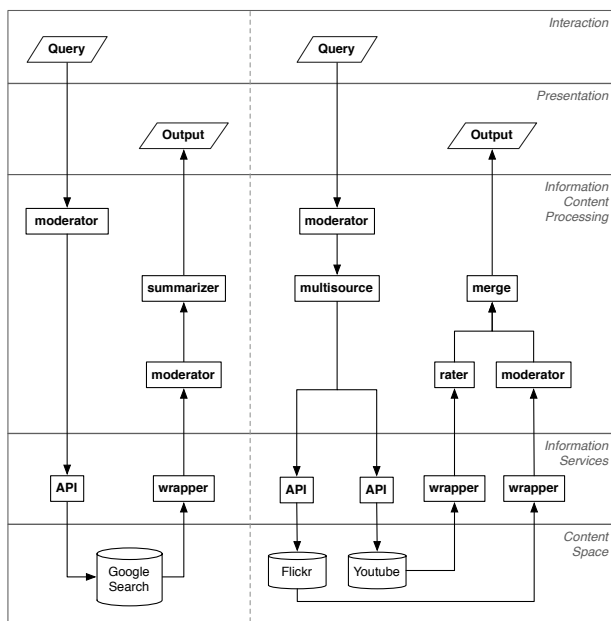 Interaction
Query
Query
Presentation
Output
Output
Information
Content
Processing
moderator
moderator
summarizer
multisource
merge
moderator
rater
moderator
Information
Services
API
wrapper
API
API
wrapper
wrapper
Content
Space
Google
Search
Flickr
Youtube